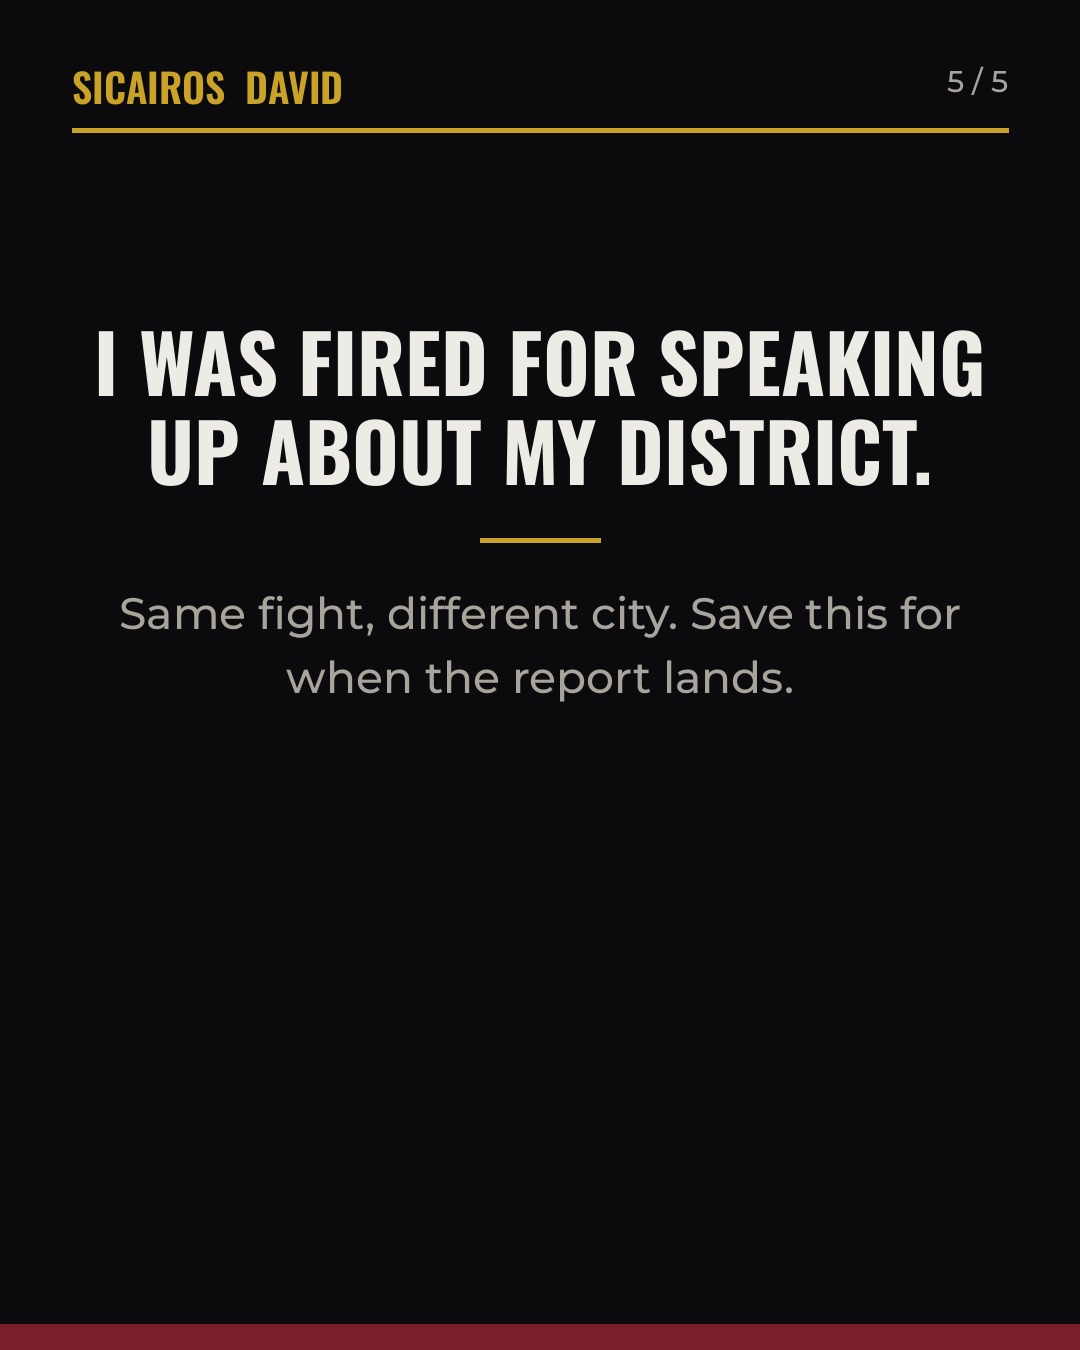 SICAIROS DAVID
5 / 5
I WAS FIRED FOR SPEAKING
UP ABOUT MY DISTRICT.
Same fight, different city. Save this for
when the report lands.